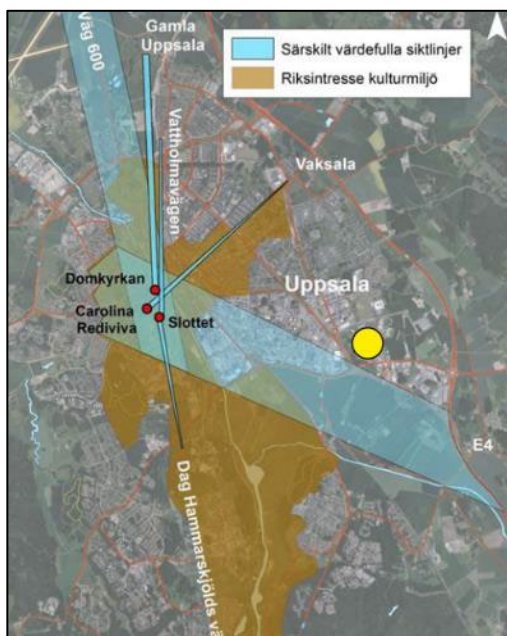 Gamla
Uppsala
Väg 600
Särskilt värdefulla siktlinjer
Riksintresse kulturmiljö
Vattholmavägen
Vaksala
Domkyrkan
Uppsala
Carolina
Rediviva
Slottet
E4
Dag Hammarskjölds vä